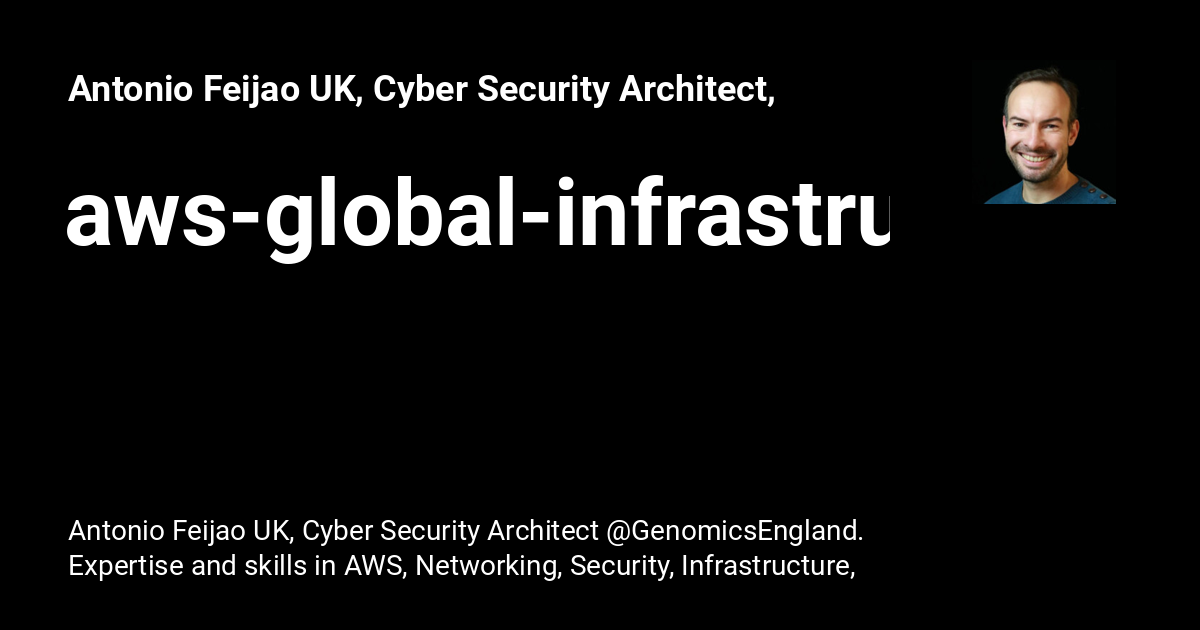 Antonio Feijao UK, Cyber Security Architect,
aws-global-infrastru
Antonio Feijao UK, Cyber Security Architect @GenomicsEngland.
Expertise and skills in AWS, Networking, Security, Infrastructure,